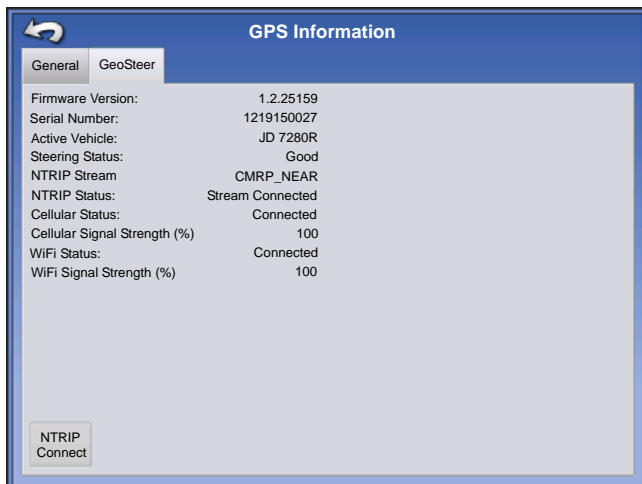 GPS Information
General GeoSteer
Firmware Version: 1.2.25159
Serial Number: 1219150027
Active Vehicle: JD 7280R
Steering Status: Good
NTRIP Stream CMRP_NEAR
NTRIP Status: Stream Connected
Cellular Status: Connected
Cellular Signal Strength (%) 100
WiFi Status: Connected
WiFi Signal Strength (%) 100
NTRIP
Connect